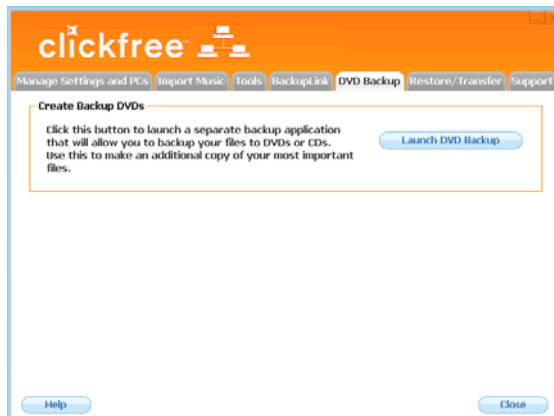 clickfree
Manage Settings and PCs Import Music Tools BackupLink DVD Backup Restore/Transfer Support
Create Backup DVDs
Click this button to launch a separate backup application
that will allow you to backup your files to DVDs or CDs.
Use this to make an additional copy of your most important
files.
Launch DVD Backup
Help Close